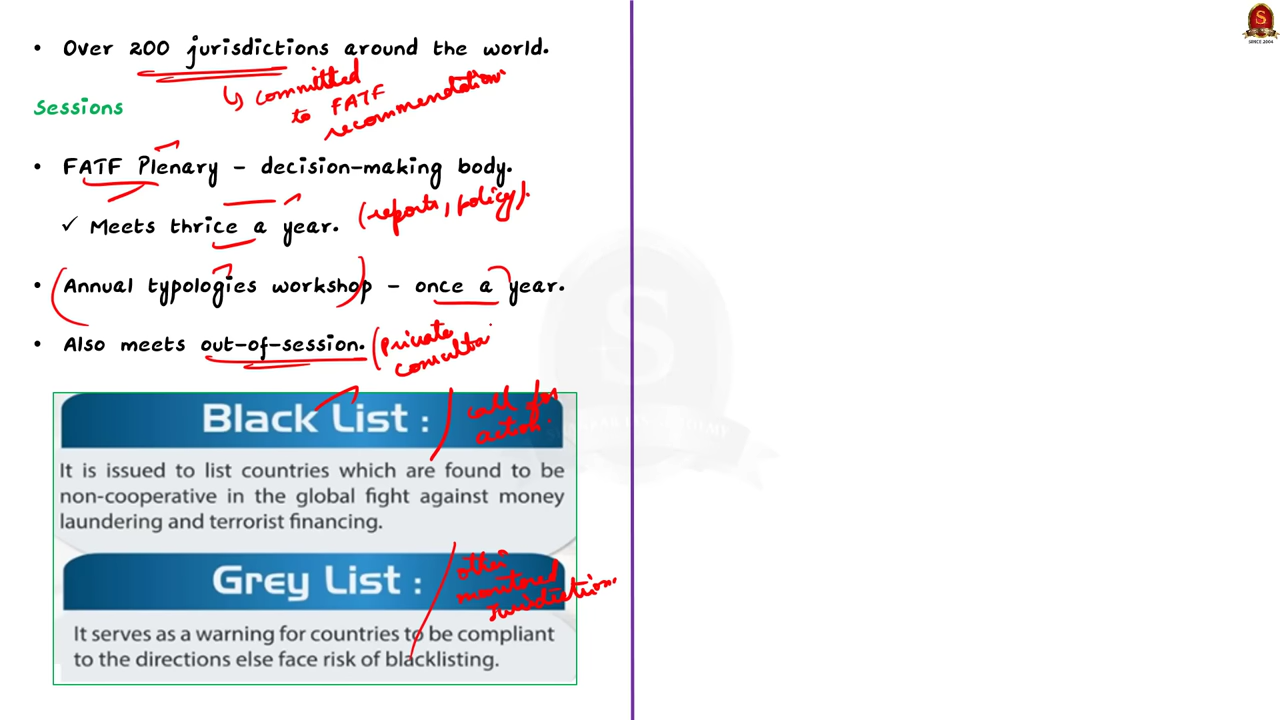 • Over 200 jurisdictions around the world.
↳ committed
to FATF
recommendation.
Sessions
• FATF Plenary – decision-making body.
✓ Meets thrice a year. (reports, policy).
• (Annual typologies workshop) – once a year.
• Also meets out-of-session. (private
consulta
Black List : call for
action.
It is issued to list countries which are found to be
non-cooperative in the global fight against money
laundering and terrorist financing.
Grey List : other
monitored
jurisdiction.
It serves as a warning for countries to be compliant
to the directions else face risk of blacklisting.
S
SINCE 2004